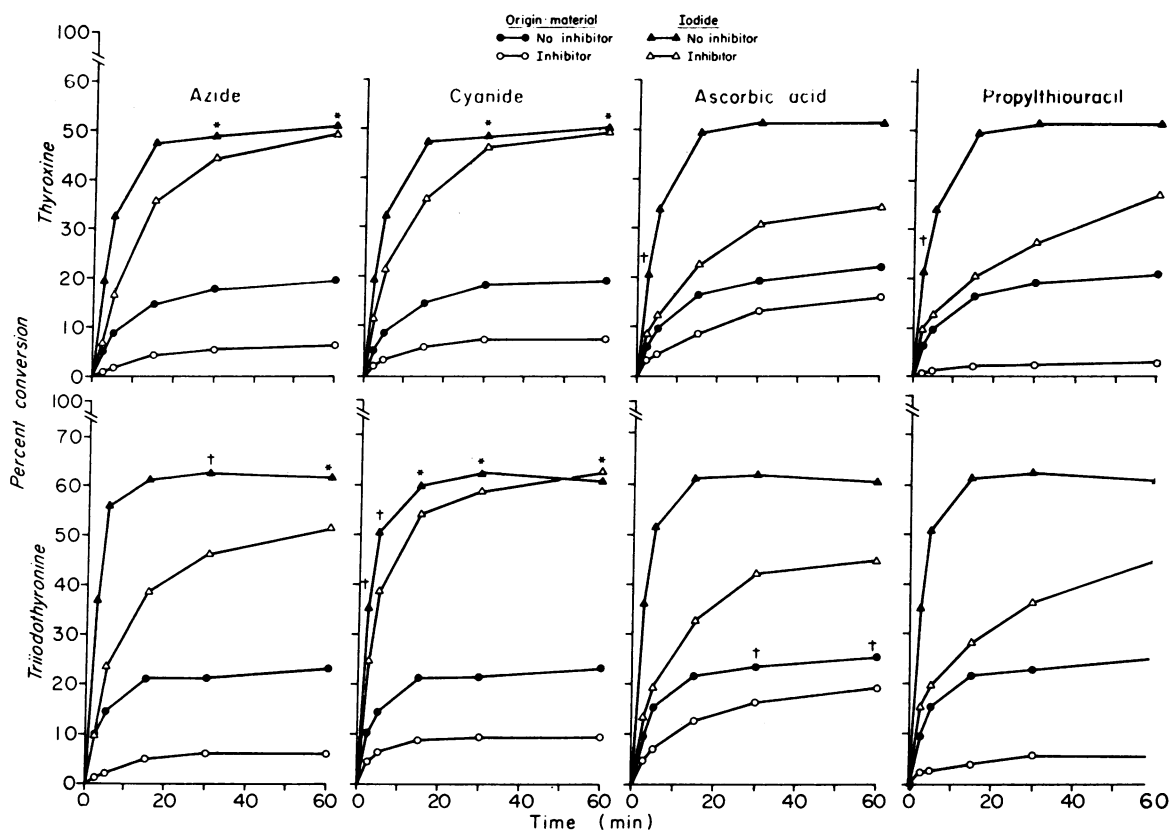 Origin material Iodide
No inhibitor No inhibitor
Inhibitor Inhibitor
100
60
50
40
30
20
10
0
Thyroxine
Azide Cyanide Ascorbic acid Propylthiouracil
* * * *
† †
Percent conversion
100
70
60
50
40
30
20
10
0
Triiodothyronine
† * * * *
† † † †
0 20 40 60 0 20 40 60 0 20 40 60 0 20 40 60
Time (min)